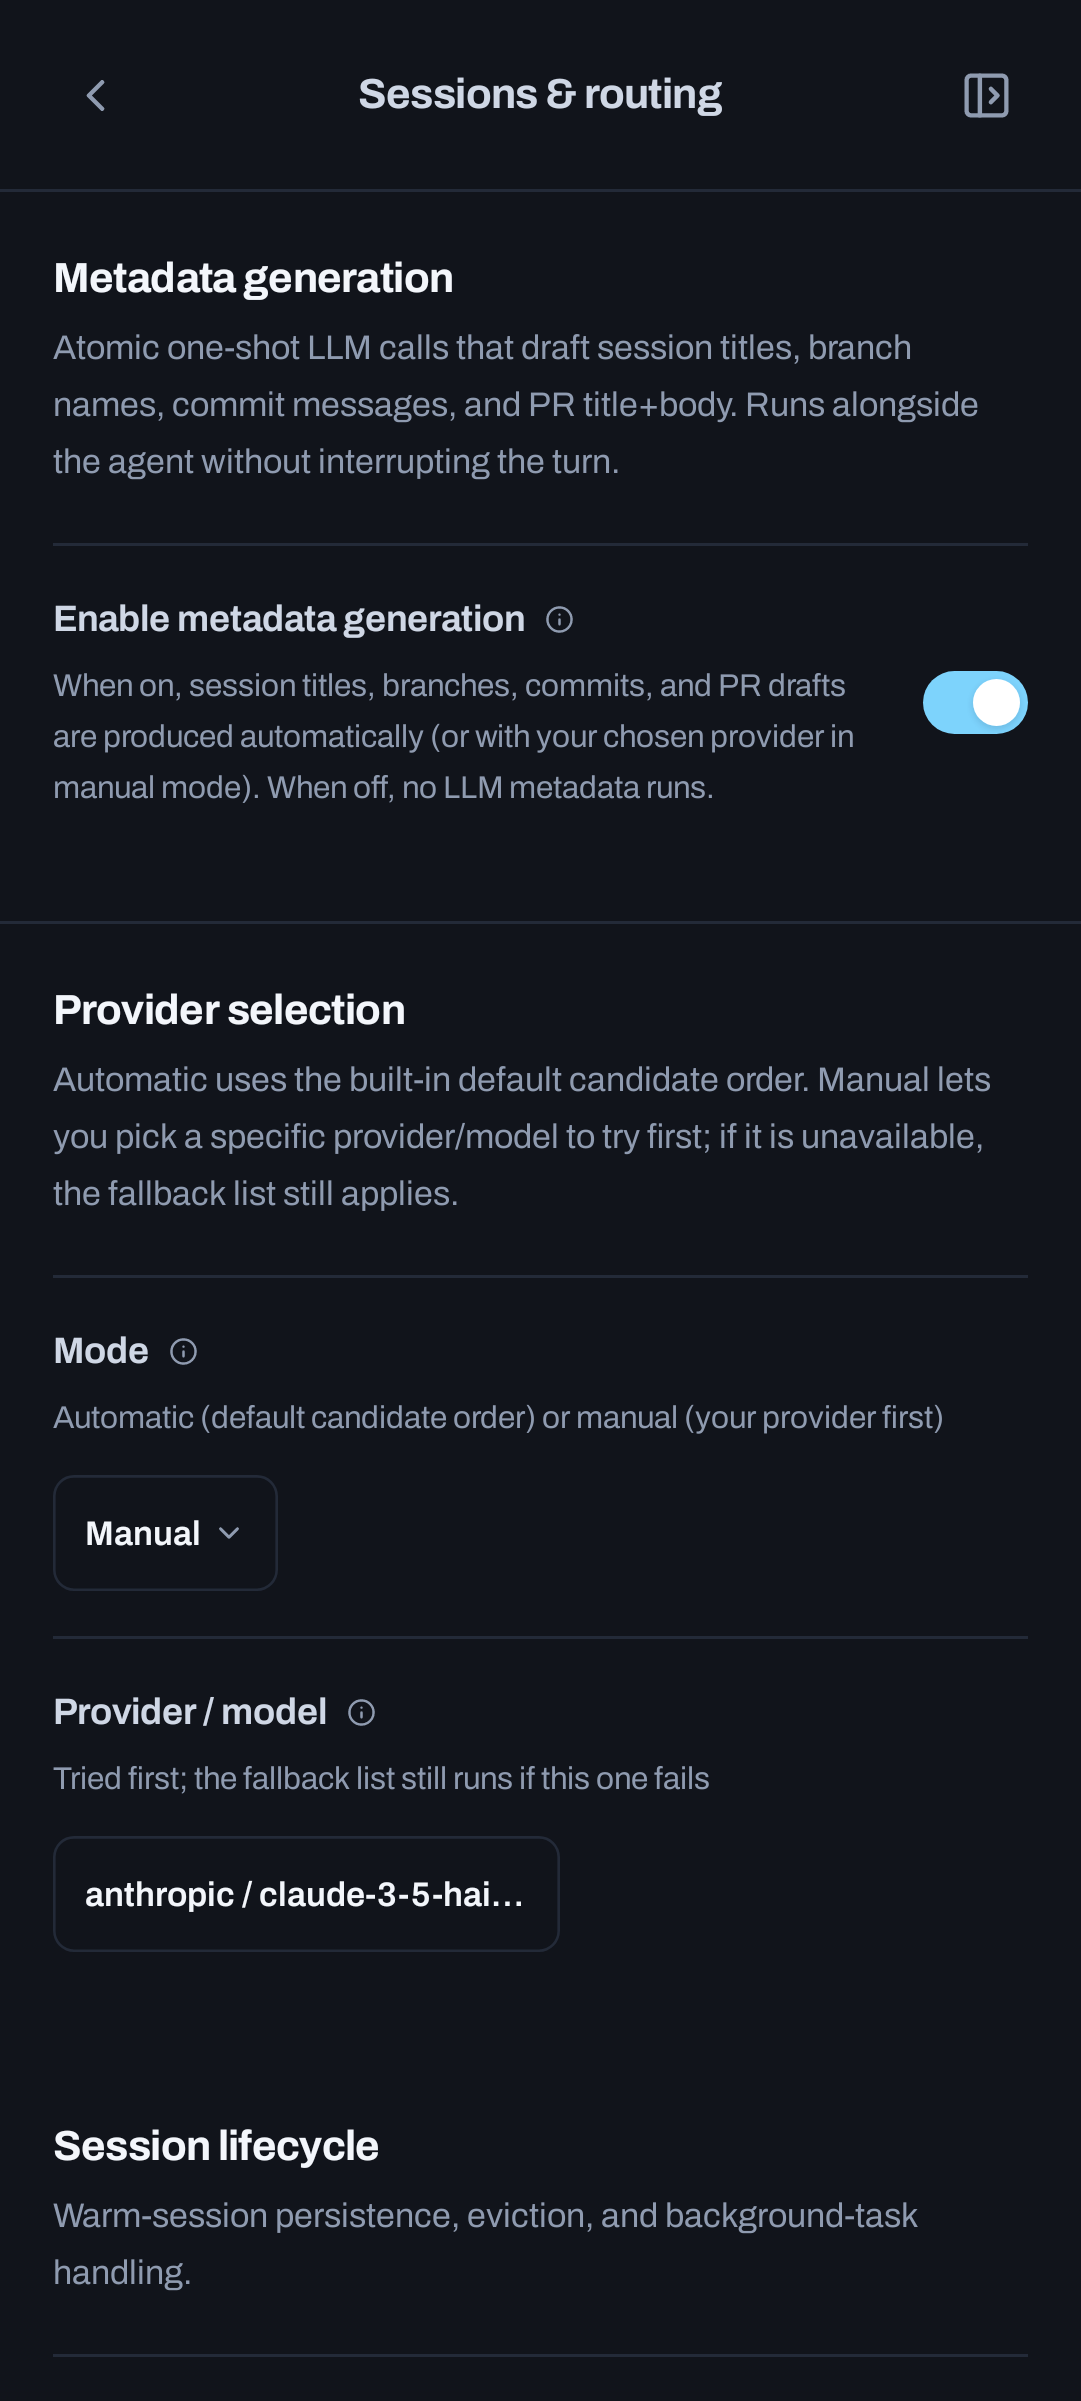 Sessions & routing
Metadata generation
Atomic one-shot LLM calls that draft session titles, branch
names, commit messages, and PR title+body. Runs alongside
the agent without interrupting the turn.
Enable metadata generation
When on, session titles, branches, commits, and PR drafts
are produced automatically (or with your chosen provider in
manual mode). When off, no LLM metadata runs.
Provider selection
Automatic uses the built-in default candidate order. Manual lets
you pick a specific provider/model to try first; if it is unavailable,
the fallback list still applies.
Mode
Automatic (default candidate order) or manual (your provider first)
Manual
Provider / model
Tried first; the fallback list still runs if this one fails
anthropic / claude-3-5-hai...
Session lifecycle
Warm-session persistence, eviction, and background-task
handling.